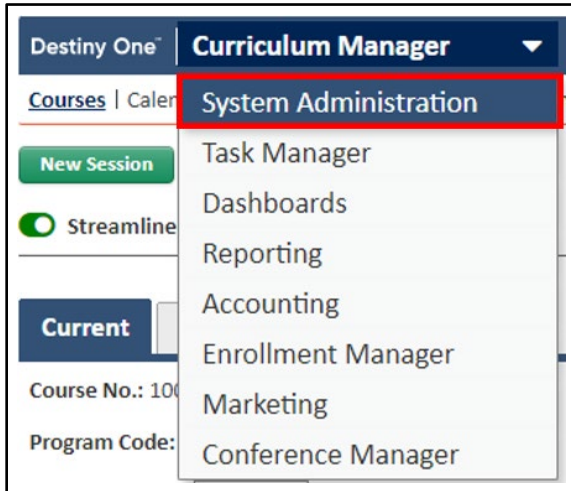 Destiny One™ Curriculum Manager
Courses | Caler
System Administration
New Session
Task Manager
Dashboards
Streamline
Reporting
Accounting
Current
Enrollment Manager
Course No.: 100
Marketing
Program Code:
Conference Manager